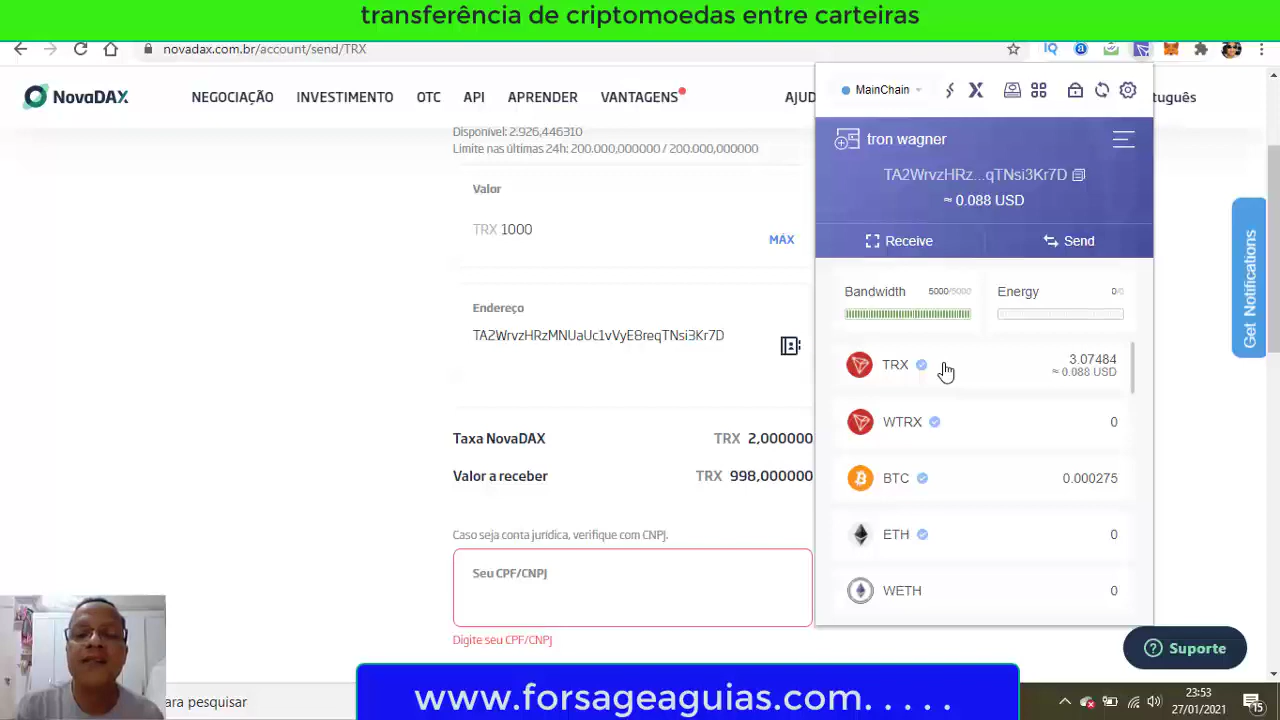 transferência de criptomoedas entre carteiras
novadax.com.br/account/send/TRX
NovaDAX
NEGOCIAÇÃO
INVESTIMENTO
OTC
API
APRENDER
VANTAGENS
AJUD
tuguês
Disponível: 2.926,446310
Limite nas últimas 24h: 200.000,000000 / 200.000,000000
Valor
TRX 1000
MÁX
Endereço
TA2WrvzHRzMNUaUc1vVyE8reqTNsi3Kr7D
Taxa NovaDAX
TRX 2,000000
Valor a receber
TRX 998,000000
Caso seja conta jurídica, verifique com CNPJ.
Seu CPF/CNPJ
Digite seu CPF/CNPJ
MainChain
tron wagner
TA2WrvzHRz...qTNsi3Kr7D
≈ 0.088 USD
Receive
Send
Bandwidth
5000/5000
Energy
0/0
TRX
3.07484
≈ 0.088 USD
WTRX
0
BTC
0.000275
ETH
0
WETH
0
Get Notifications
Suporte
www.forsageaguias.com. . . . .
ara pesquisar
23:53
27/01/2021
15